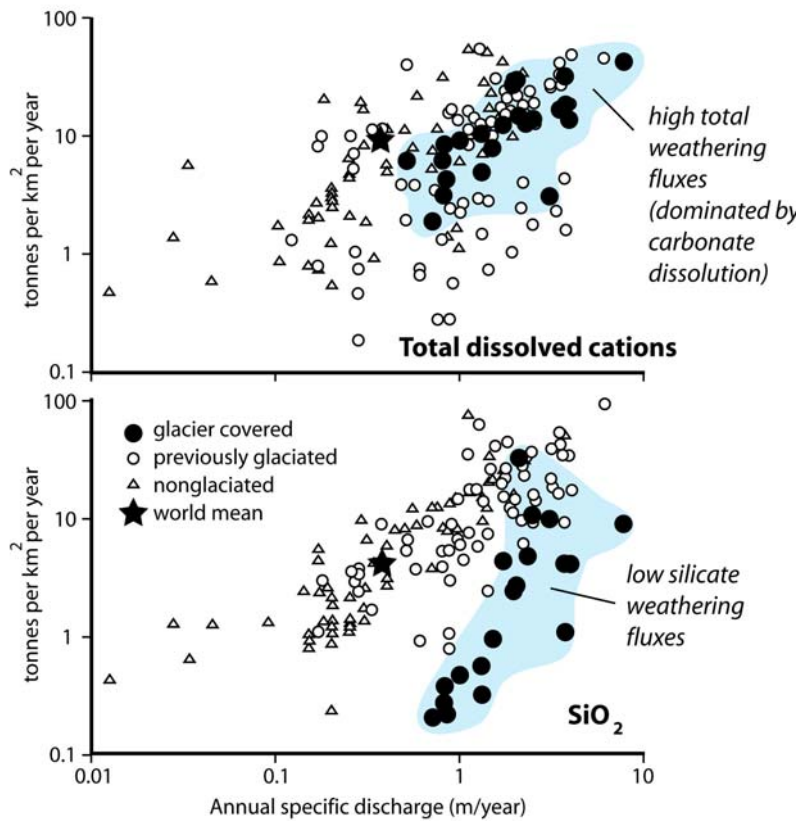 100
10
1
0.1
tonnes per km2 per year
high total
weathering
fluxes
(dominated by
carbonate
dissolution)
Total dissolved cations
100
10
1
0.1
tonnes per km2 per year
glacier covered
previously glaciated
nonglaciated
world mean
low silicate
weathering
fluxes
SiO2
0.01
0.1
1
10
Annual specific discharge (m/year)